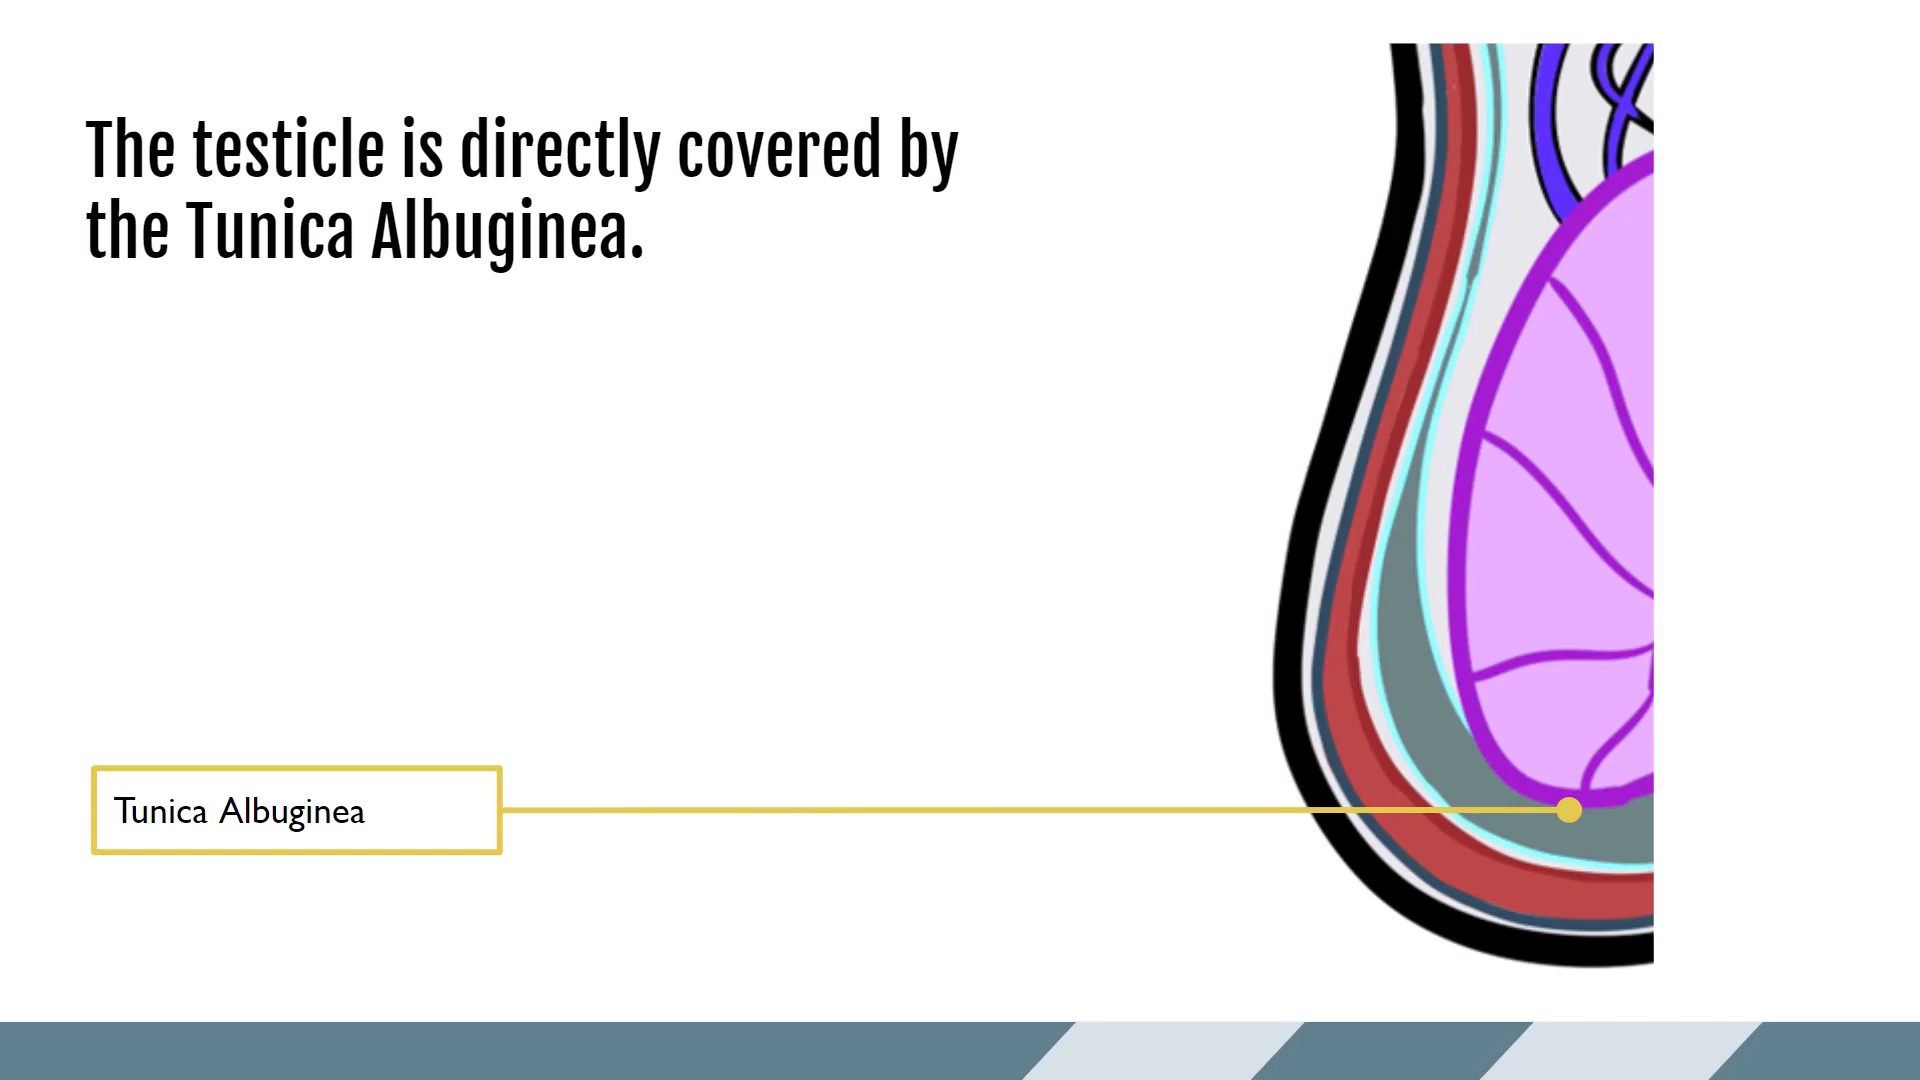 The testicle is directly covered by
the Tunica Albuginea.
Tunica Albuginea